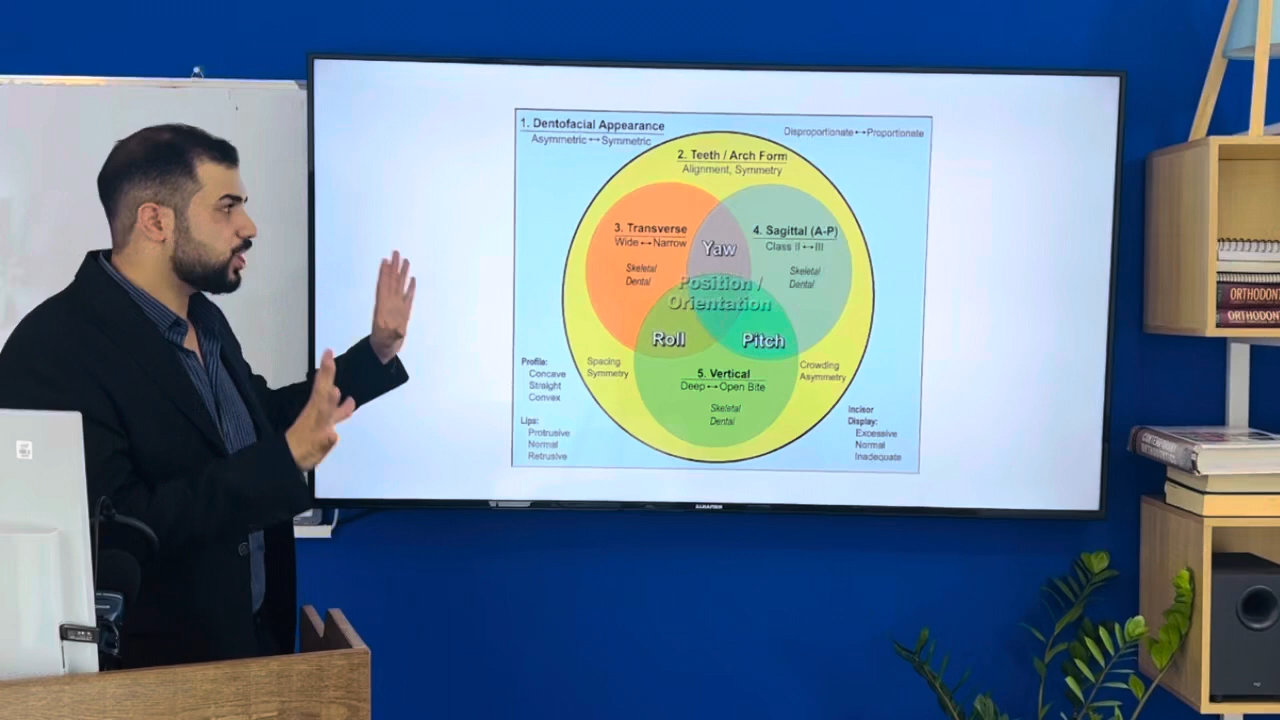 1. Dentofacial Appearance
Asymmetric ↔ Symmetric
Disproportionate ↔ Proportionate
2. Teeth / Arch Form
Alignment, Symmetry
3. Transverse
Wide ↔ Narrow
Skeletal
Dental
Yaw
4. Sagittal (A-P)
Class II ↔ III
Skeletal
Dental
Position /
Orientation
Roll
Pitch
Spacing
Symmetry
5. Vertical
Deep ↔ Open Bite
Skeletal
Dental
Crowding
Asymmetry
Profile:
Concave
Straight
Convex
Lips:
Protrusive
Normal
Retrusive
Incisor
Display:
Excessive
Normal
Inadequate
ORTHODONT
ORTHODONT
CONTEMPORARY